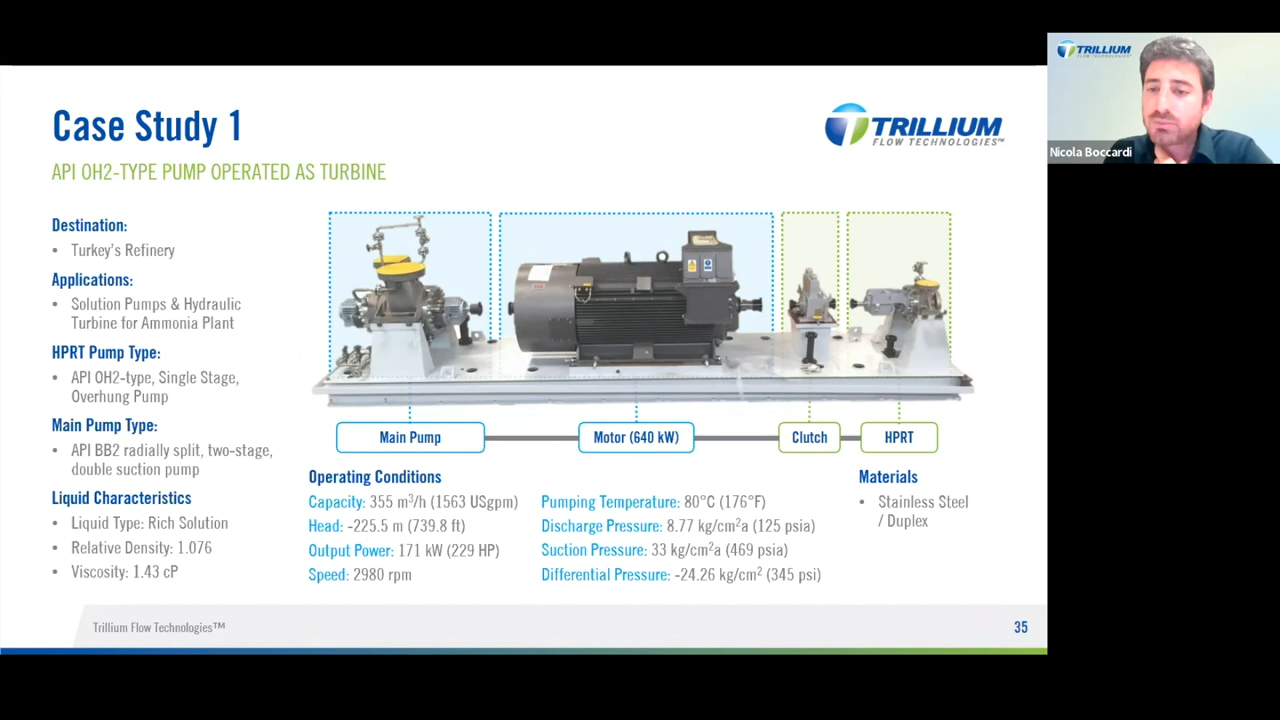 Case Study 1
API OH2-TYPE PUMP OPERATED AS TURBINE
TRILLIUM
FLOW TECHNOLOGIES™
TRILLIUM
FLOW TECHNOLOGIES
Nicola Boccardi
Destination:
• Turkey's Refinery
Applications:
• Solution Pumps & Hydraulic
Turbine for Ammonia Plant
HPRT Pump Type:
• API OH2-type, Single Stage,
Overhung Pump
Main Pump Type:
• API BB2 radially split, two-stage,
double suction pump
Liquid Characteristics
• Liquid Type: Rich Solution
• Relative Density: 1.076
• Viscosity: 1.43 cP
Main Pump
Motor (640 kW)
Clutch
HPRT
Operating Conditions
Capacity: 355 m³/h (1563 USgpm)
Head: -225.5 m (739.8 ft)
Output Power: 171 kW (229 HP)
Speed: 2980 rpm
Pumping Temperature: 80°C (176°F)
Discharge Pressure: 8.77 kg/cm²a (125 psia)
Suction Pressure: 33 kg/cm²a (469 psia)
Differential Pressure: -24.26 kg/cm² (345 psi)
Materials
• Stainless Steel
/ Duplex
Trillium Flow Technologies™
35